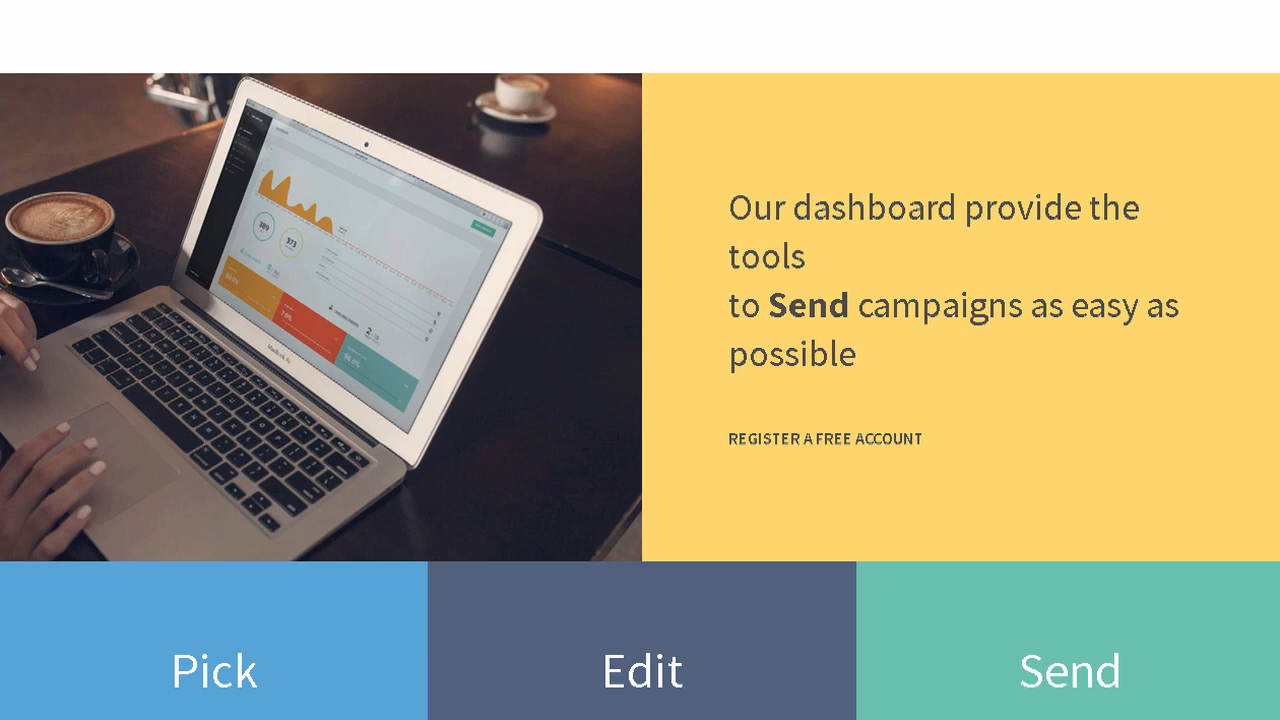 Our dashboard provide the
tools
to Send campaigns as easy as
possible
REGISTER A FREE ACCOUNT
Pick
Edit
Send